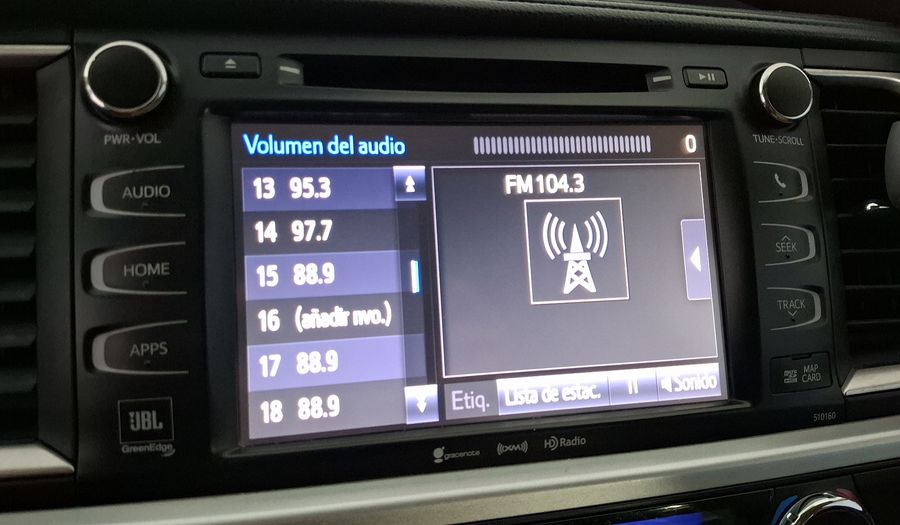 PWR•VOL
AUDIO
HOME
APPS
JBL
GreenEdge
Volumen del audio 0
13 95.3
14 97.7
15 88.9
16 (añadir nvo.)
17 88.9
18 88.9
FM 104.3
Etiq. Lista de estac. Sonido
gracenote
((XM))
HD Radio
TUNE•SCROLL
SEEK
TRACK
MAP
CARD
510160